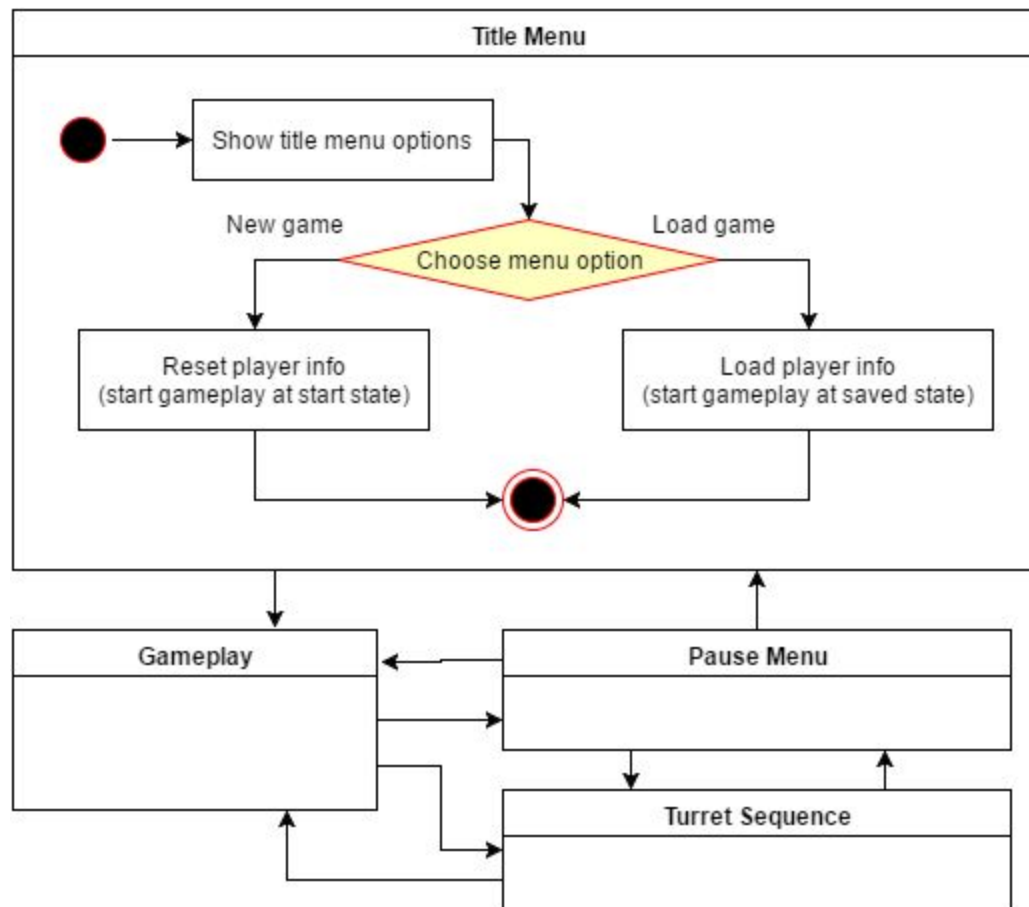 Title Menu
Show title menu options
New game
Load game
Choose menu option
Reset player info
(start gameplay at start state)
Load player info
(start gameplay at saved state)
Gameplay
Pause Menu
Turret Sequence